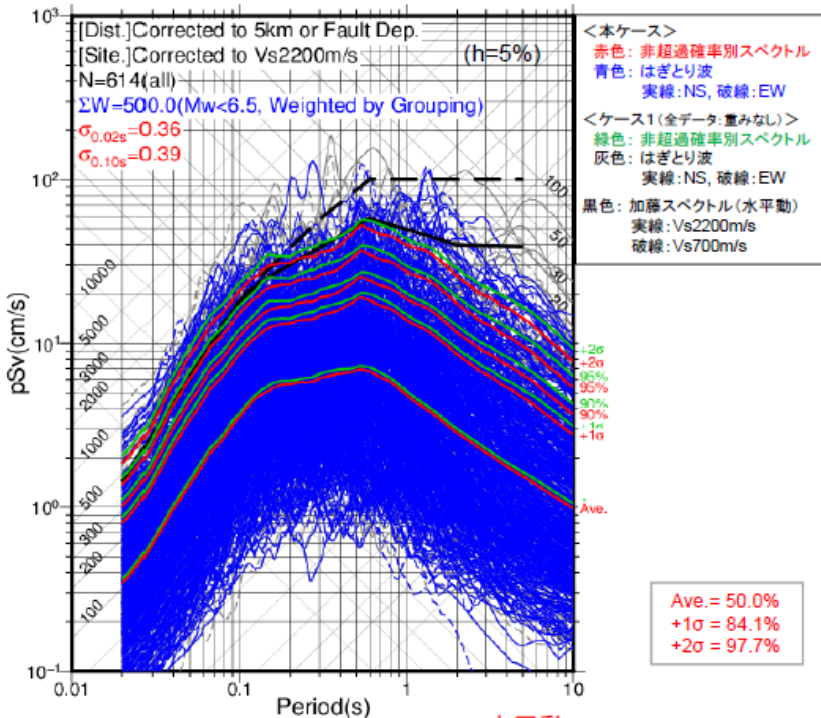 [Dist.]Corrected to 5km or Fault Dep.
[Site.]Corrected to Vs2200m/s
(h=5%)
N=614(all)
ΣW=500.0(Mw<6.5, Weighted by Grouping)
σ0.02s=0.36
σ0.10s=0.39
<本ケース>
赤色: 非超過確率別スペクトル
青色: はぎとり波
実線:NS, 破線:EW
<ケース1(全データ:重みなし)>
緑色: 非超過確率別スペクトル
灰色: はぎとり波
実線:NS, 破線:EW
黒色: 加藤スペクトル(水平動)
実線:Vs2200m/s
破線:Vs700m/s
pSv(cm/s)
10³
10²
10¹
10⁰
10⁻¹
10000
5000
3000
2000
1000
500
300
200
100
100
50
30
20
+2σ
+2σ
95%
95%
90%
90%
+1σ
+1σ
Ave.
0.01
0.1
1
10
Period(s)
Ave.= 50.0%
+1σ = 84.1%
+2σ = 97.7%